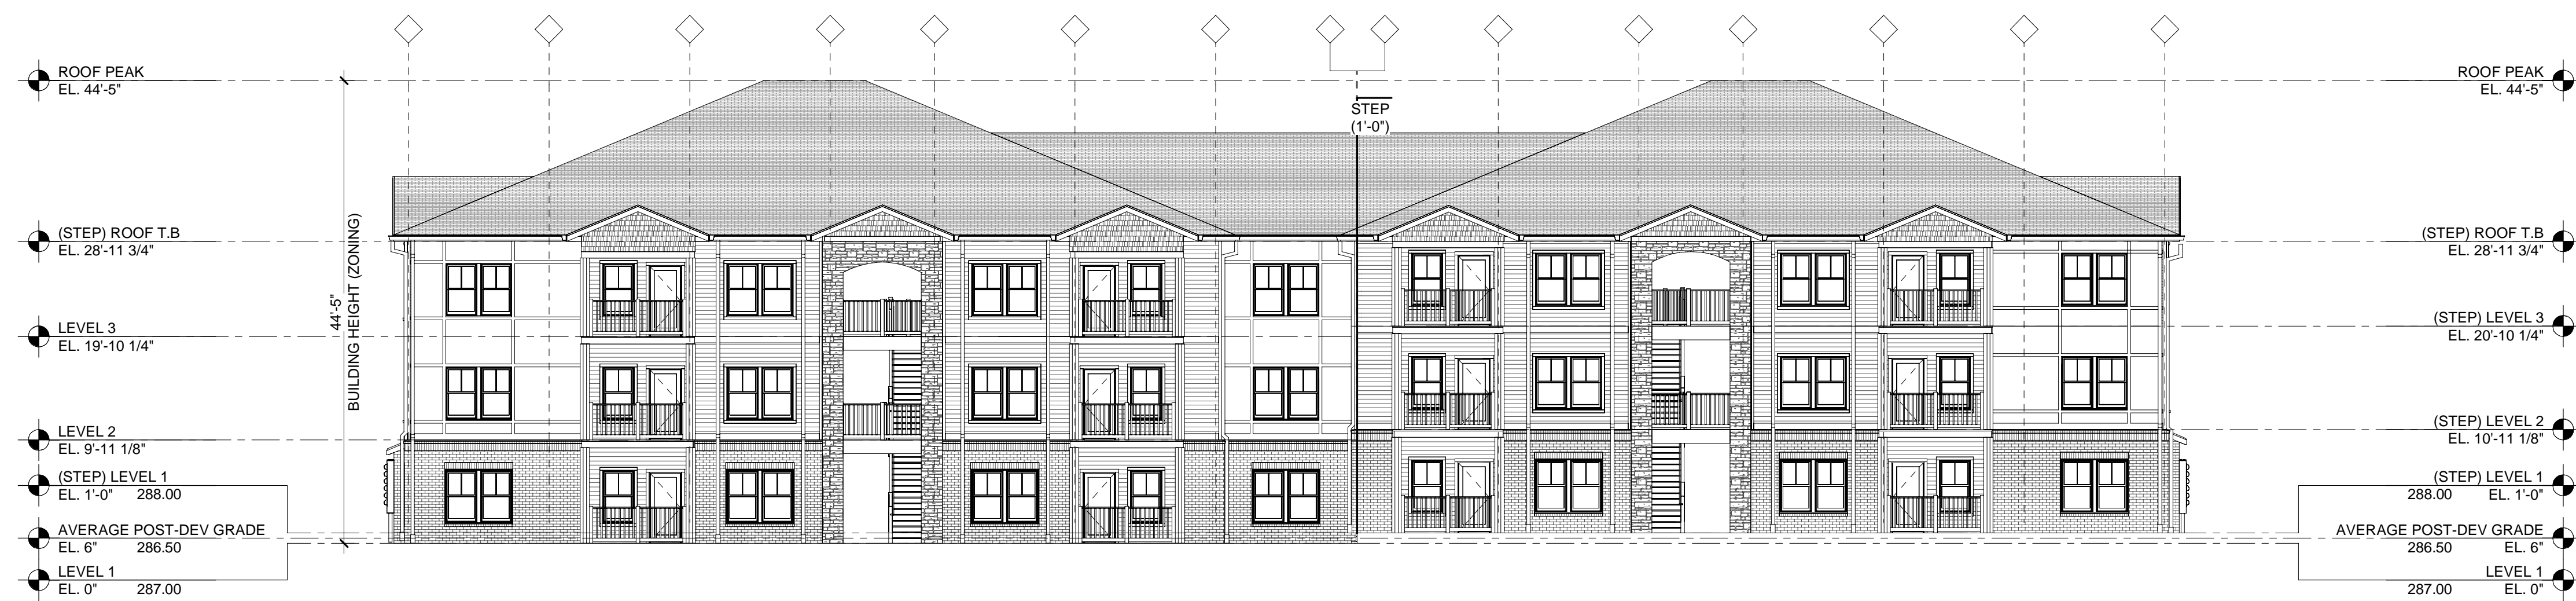 ROOF PEAK
EL. 44'-5"
(STEP) ROOF T.B
EL. 28'-11 3/4"
LEVEL 3
EL. 19'-10 1/4"
LEVEL 2
EL. 9'-11 1/8"
(STEP) LEVEL 1
EL. 1'-0" 288.00
AVERAGE POST-DEV GRADE
EL. 6" 286.50
LEVEL 1
EL. 0" 287.00
44'-5"
BUILDING HEIGHT (ZONING)
STEP
(1'-0")
ROOF PEAK
EL. 44'-5"
(STEP) ROOF T.B
EL. 28'-11 3/4"
(STEP) LEVEL 3
EL. 20'-10 1/4"
(STEP) LEVEL 2
EL. 10'-11 1/8"
(STEP) LEVEL 1
288.00 EL. 1'-0"
AVERAGE POST-DEV GRADE
286.50 EL. 6"
LEVEL 1
287.00 EL. 0"